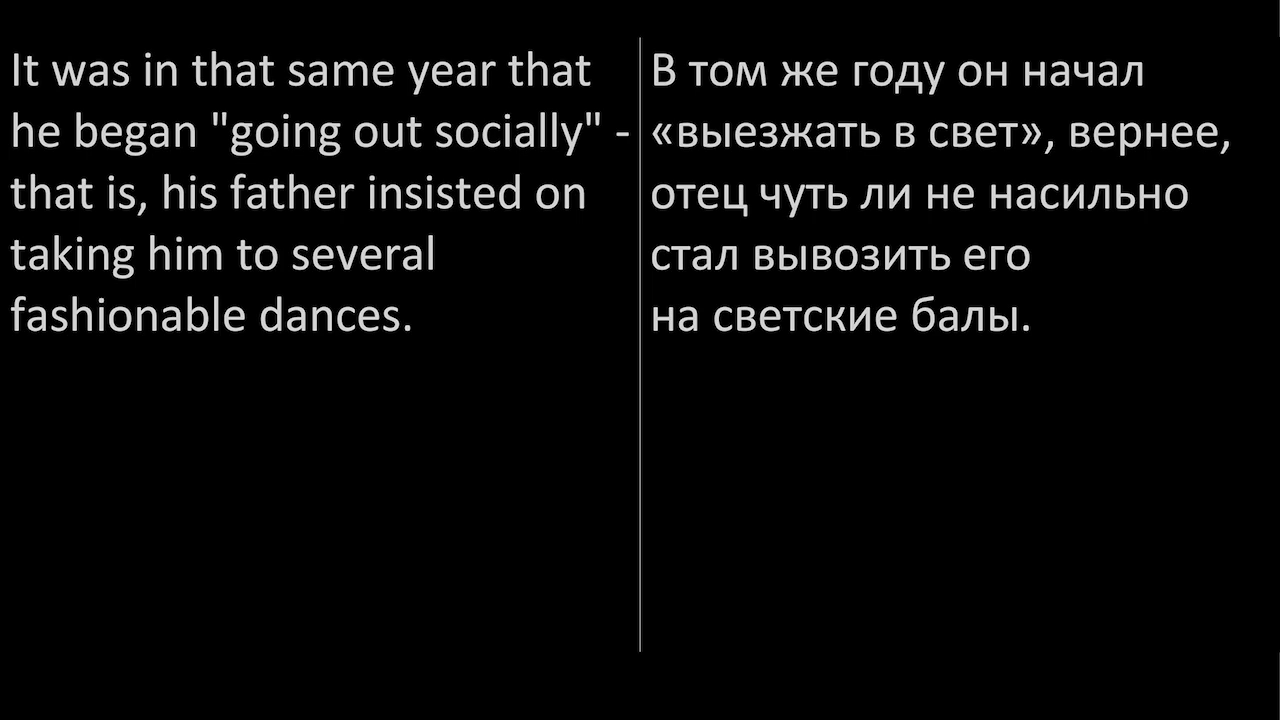 It was in that same year that
he began "going out socially" -
that is, his father insisted on
taking him to several
fashionable dances.
В том же году он начал
«выезжать в свет», вернее,
отец чуть ли не насильно
стал вывозить его
на светские балы.